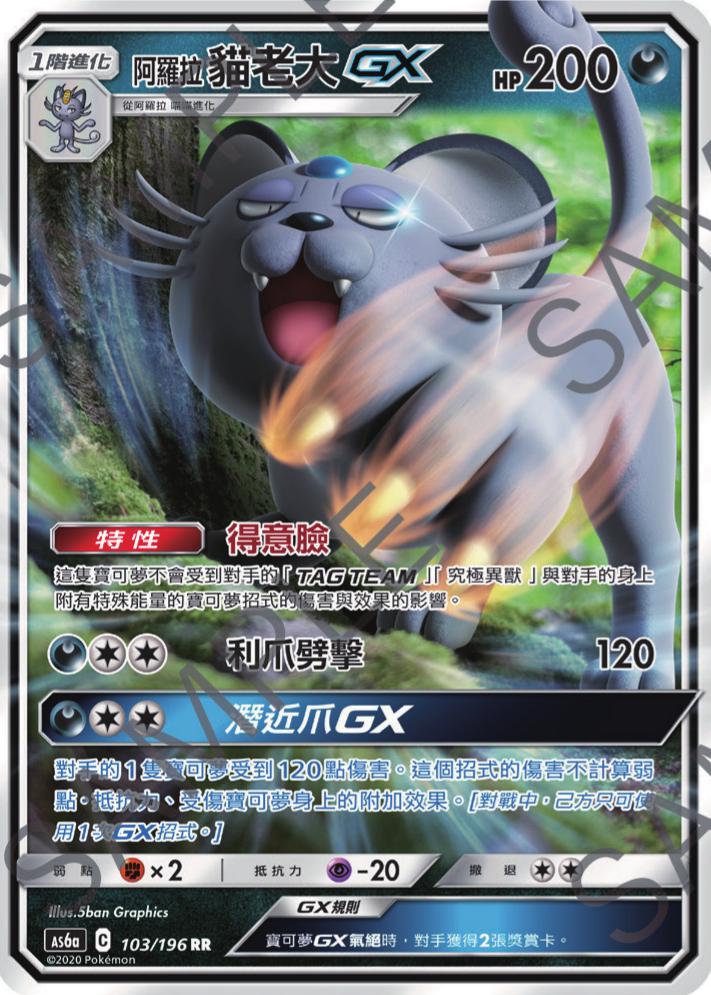 1階進化
阿羅拉 貓老大GX
HP 200
從阿羅拉 喵喵進化
特性 得意臉
這隻寶可夢不會受到對手的「TAG TEAM」「究極異獸」與對手的身上
附有特殊能量的寶可夢招式的傷害與效果的影響。
利爪劈擊 120
潛近爪GX
對手的1隻寶可夢受到120點傷害。這個招式的傷害不計算弱
點、抵抗力、受傷寶可夢身上的附加效果。[對戰中,己方只可使
用1次GX招式。]
弱點 ×2 抵抗力 -20 撤退
Illus.5ban Graphics
GX規則
AS6a C 103/196 RR
寶可夢GX氣絕時,對手獲得2張獎賞卡。
©2020 Pokémon
SAMPLE